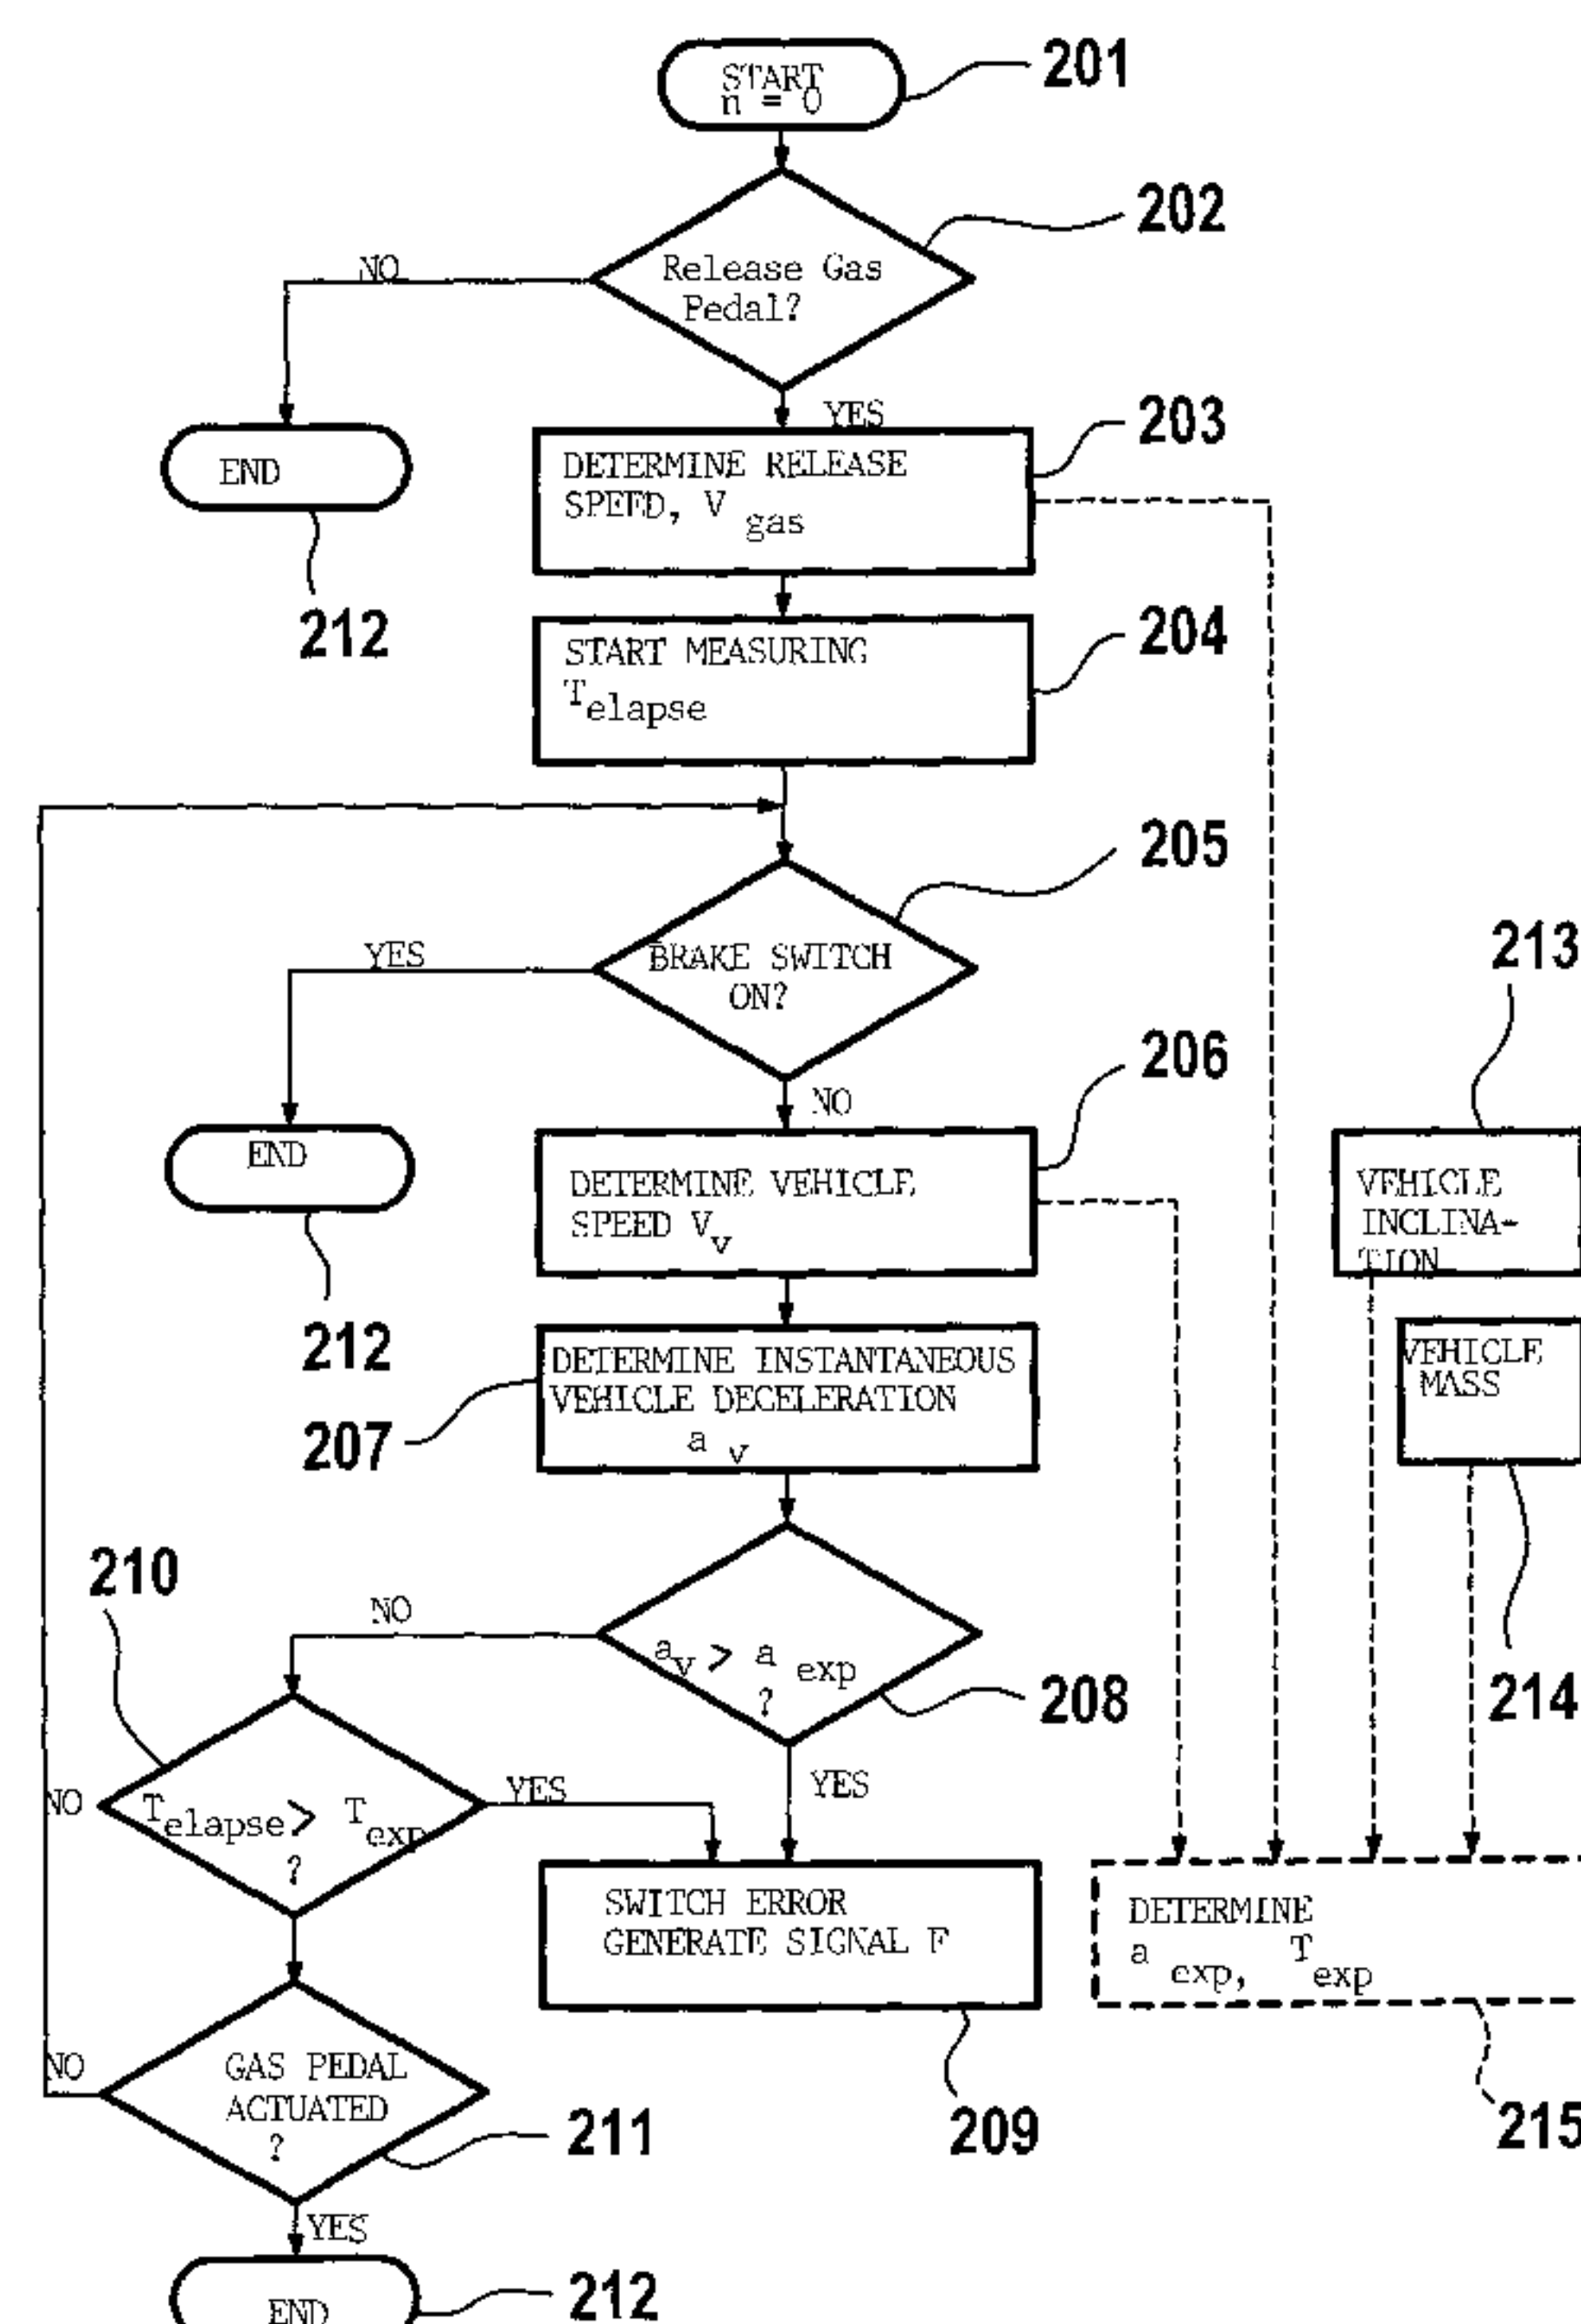 START
n = 0
201
202
Release Gas
Pedal?
NO
YES
203
END
DETERMINE RELEASE
SPEED, V gas
212
START MEASURING
T elapse
204
205
YES
BRAKE SWITCH
ON?
213
206
NO
END
DETERMINE VEHICLE
SPEED V v
VEHICLE
INCLINA-
TION
212
DETERMINE INSTANTANEOUS
VEHICLE DECELERATION
a v
VEHICLE
MASS
207
210
NO
a v > a exp
?
208
214
NO
T elapse > T exp
?
YES
YES
SWITCH ERROR
GENERATE SIGNAL F
DETERMINE
a exp, T exp
NO
GAS PEDAL
ACTUATED
?
211
209
215
YES
END
212